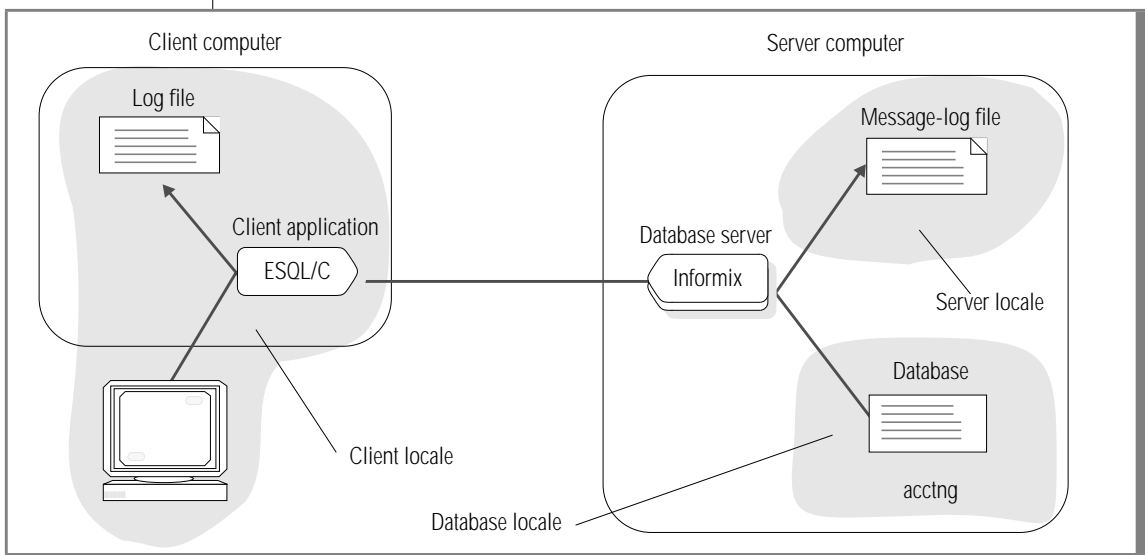 Client computer
Server computer
Log file
Message-log file
Client application
ESQL/C
Database server
Informix
Server locale
Database
Client locale
acctng
Database locale